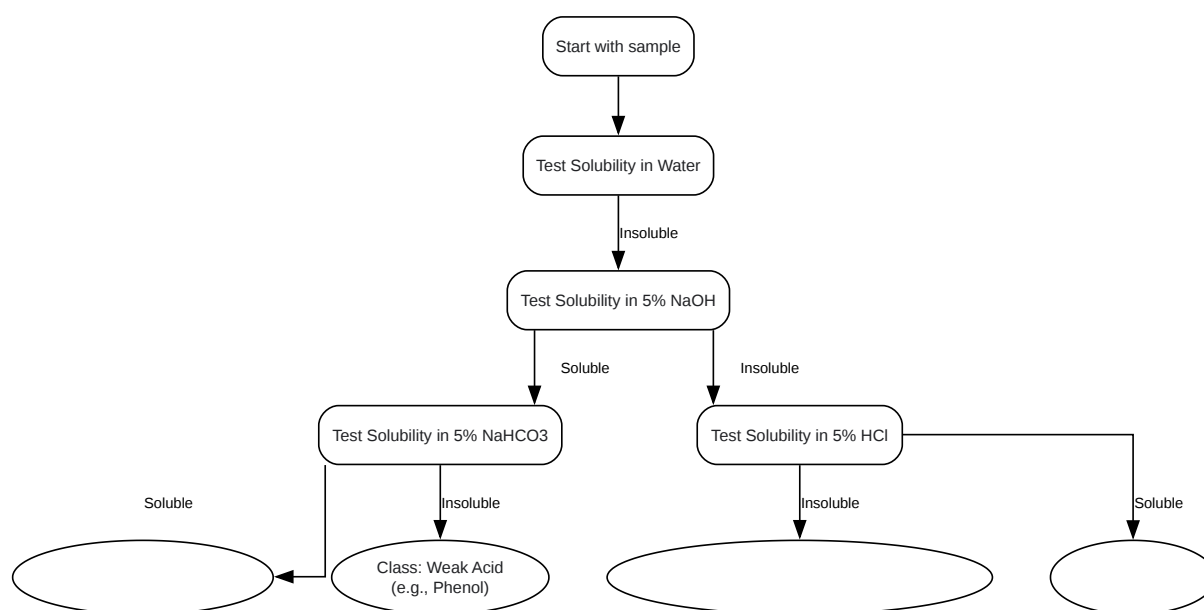 Start with sample
Test Solubility in Water
Insoluble
Test Solubility in 5% NaOH
Soluble
Insoluble
Test Solubility in 5% NaHCO3
Test Solubility in 5% HCl
Soluble
Insoluble
Insoluble
Soluble
Class: Weak Acid
(e.g., Phenol)